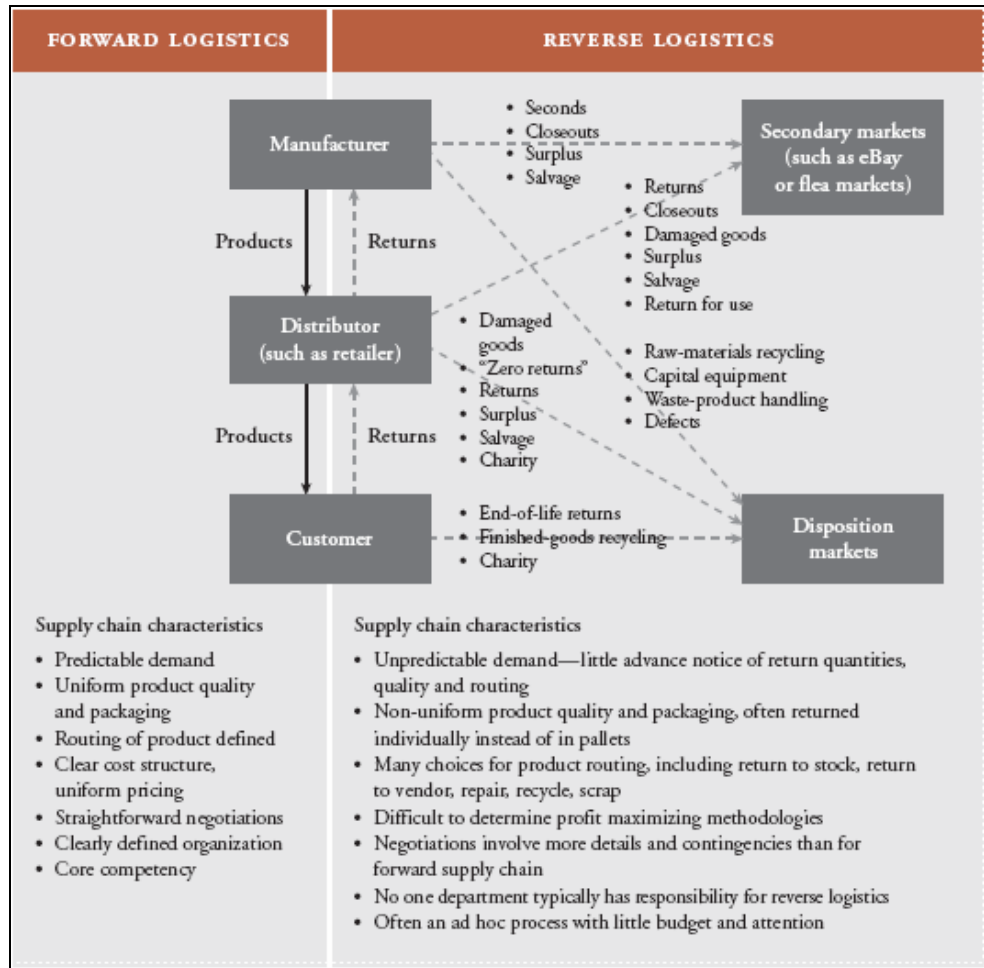 FORWARD LOGISTICS
REVERSE LOGISTICS
Manufacturer
• Seconds
• Closeouts
• Surplus
• Salvage
Secondary markets
(such as eBay
or flea markets)
Products
Returns
• Returns
• Closeouts
• Damaged goods
• Surplus
• Salvage
• Return for use
Distributor
(such as retailer)
• Damaged
goods
• “Zero returns”
• Returns
• Surplus
• Salvage
• Charity
• Raw-materials recycling
• Capital equipment
• Waste-product handling
• Defects
Products
Returns
Customer
• End-of-life returns
• Finished-goods recycling
• Charity
Disposition
markets
Supply chain characteristics
• Predictable demand
• Uniform product quality
and packaging
• Routing of product defined
• Clear cost structure,
uniform pricing
• Straightforward negotiations
• Clearly defined organization
• Core competency
Supply chain characteristics
• Unpredictable demand—little advance notice of return quantities,
quality and routing
• Non-uniform product quality and packaging, often returned
individually instead of in pallets
• Many choices for product routing, including return to stock, return
to vendor, repair, recycle, scrap
• Difficult to determine profit maximizing methodologies
• Negotiations involve more details and contingencies than for
forward supply chain
• No one department typically has responsibility for reverse logistics
• Often an ad hoc process with little budget and attention